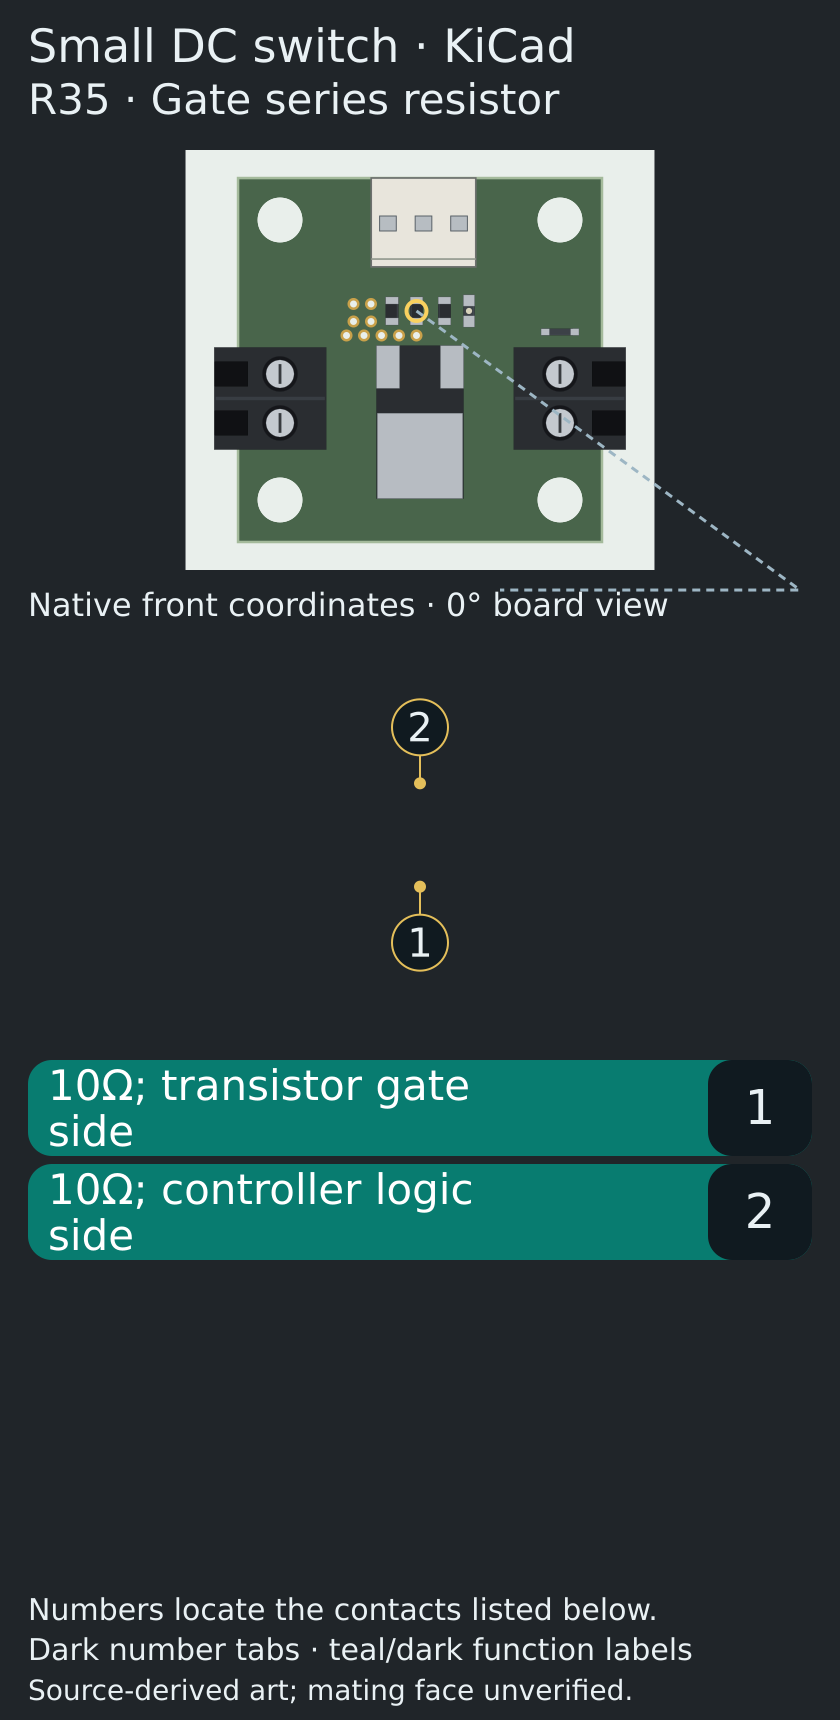 Small DC switch · KiCad
R35 · Gate series resistor
Native front coordinates · 0° board view
2
1
10Ω; transistor gate
side
1
10Ω; controller logic
side
2
Numbers locate the contacts listed below.
Dark number tabs · teal/dark function labels
Source-derived art; mating face unverified.